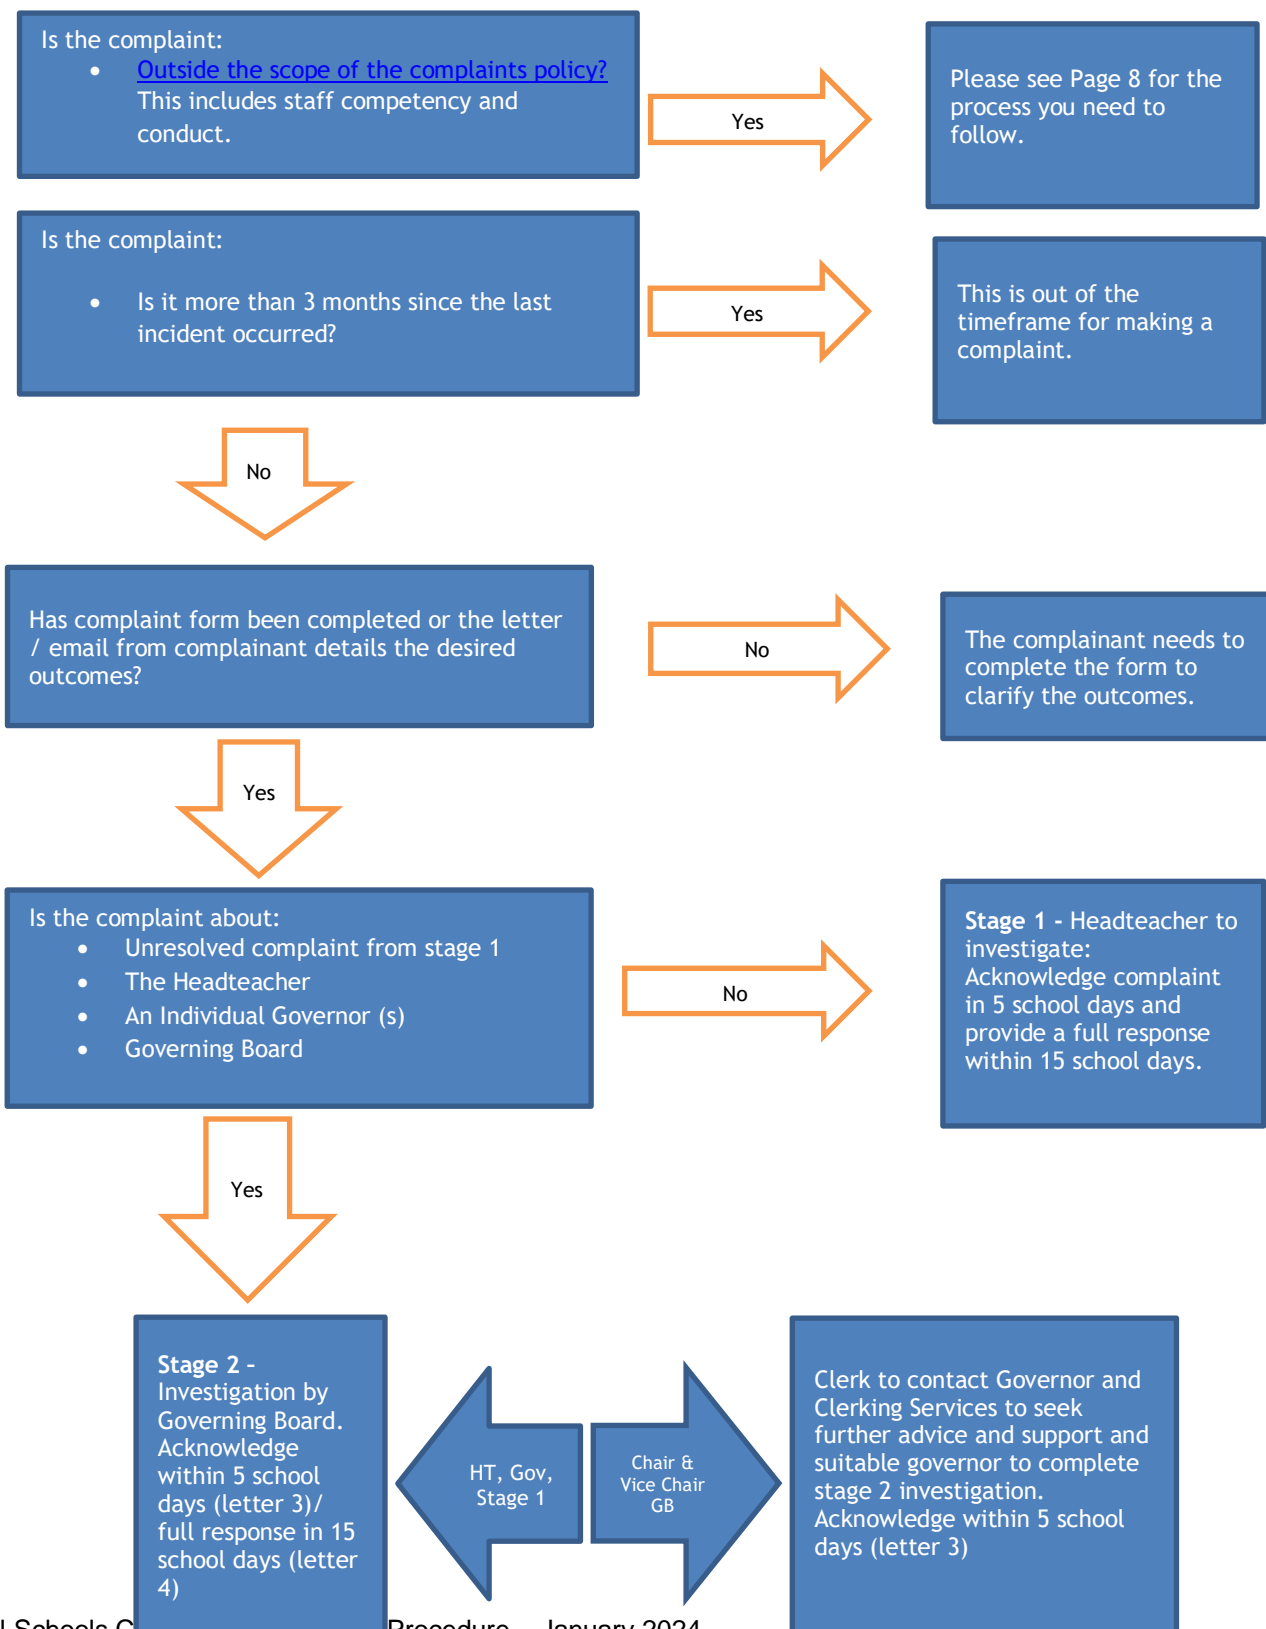 Is the complaint:
• Outside the scope of the complaints policy?
This includes staff competency and
conduct.
Yes
Please see Page 8 for the
process you need to
follow.
Is the complaint:
• Is it more than 3 months since the last
incident occurred?
Yes
This is out of the
timeframe for making a
complaint.
No
Has complaint form been completed or the letter
/ email from complainant details the desired
outcomes?
No
The complainant needs to
complete the form to
clarify the outcomes.
Yes
Is the complaint about:
• Unresolved complaint from stage 1
• The Headteacher
• An Individual Governor (s)
• Governing Board
No
Stage 1 - Headteacher to
investigate:
Acknowledge complaint
in 5 school days and
provide a full response
within 15 school days.
Yes
Stage 2 –
Investigation by
Governing Board.
Acknowledge
within 5 school
days (letter 3)/
full response in 15
school days (letter
4)
HT, Gov,
Stage 1
Chair &
Vice Chair
GB
Clerk to contact Governor and
Clerking Services to seek
further advice and support and
suitable governor to complete
stage 2 investigation.
Acknowledge within 5 school
days (letter 3)
Schools Procedure January 2024